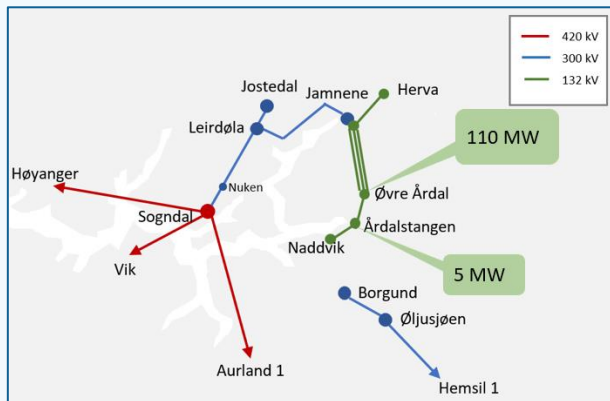 420 kV
300 kV
132 kV
Jostedal
Jamnene
Herva
Leirdøla
110 MW
Høyanger
Nuken
Øvre Årdal
Sogndal
Årdalstangen
Naddvik
Vik
5 MW
Borgund
Øljusjøen
Aurland 1
Hemsil 1